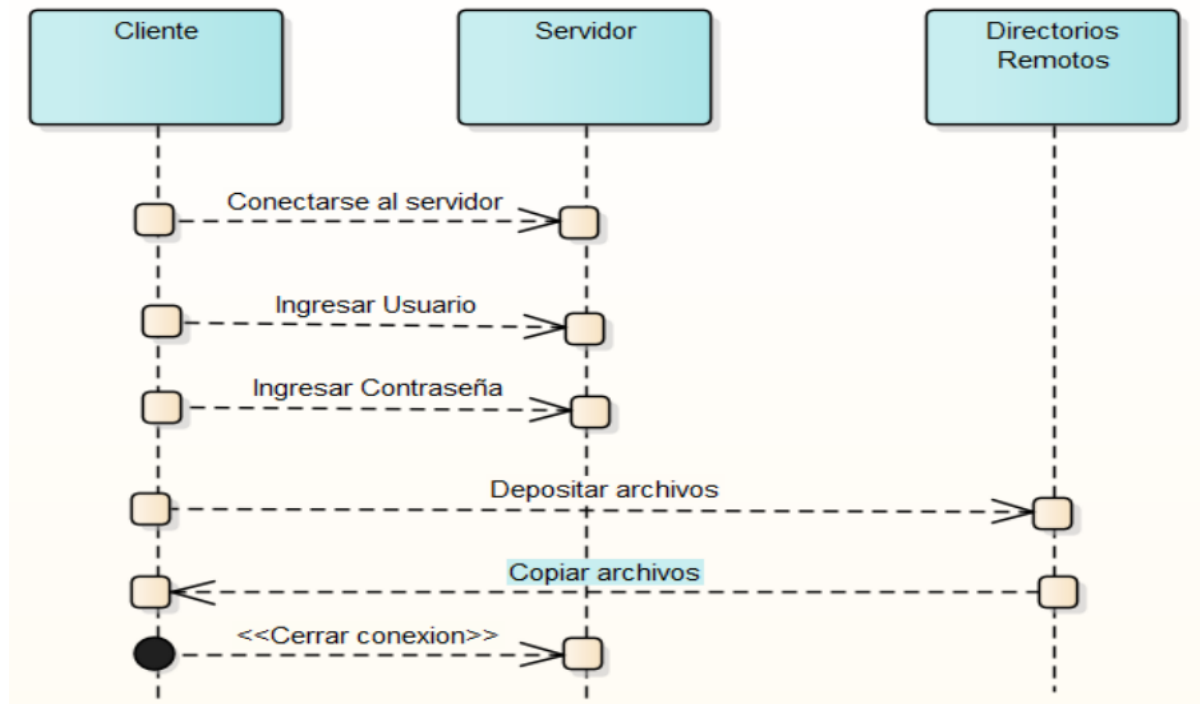 Cliente
Servidor
Directorios
Remotos
Conectarse al servidor
Ingresar Usuario
Ingresar Contraseña
Depositar archivos
Copiar archivos
<<Cerrar conexion>>